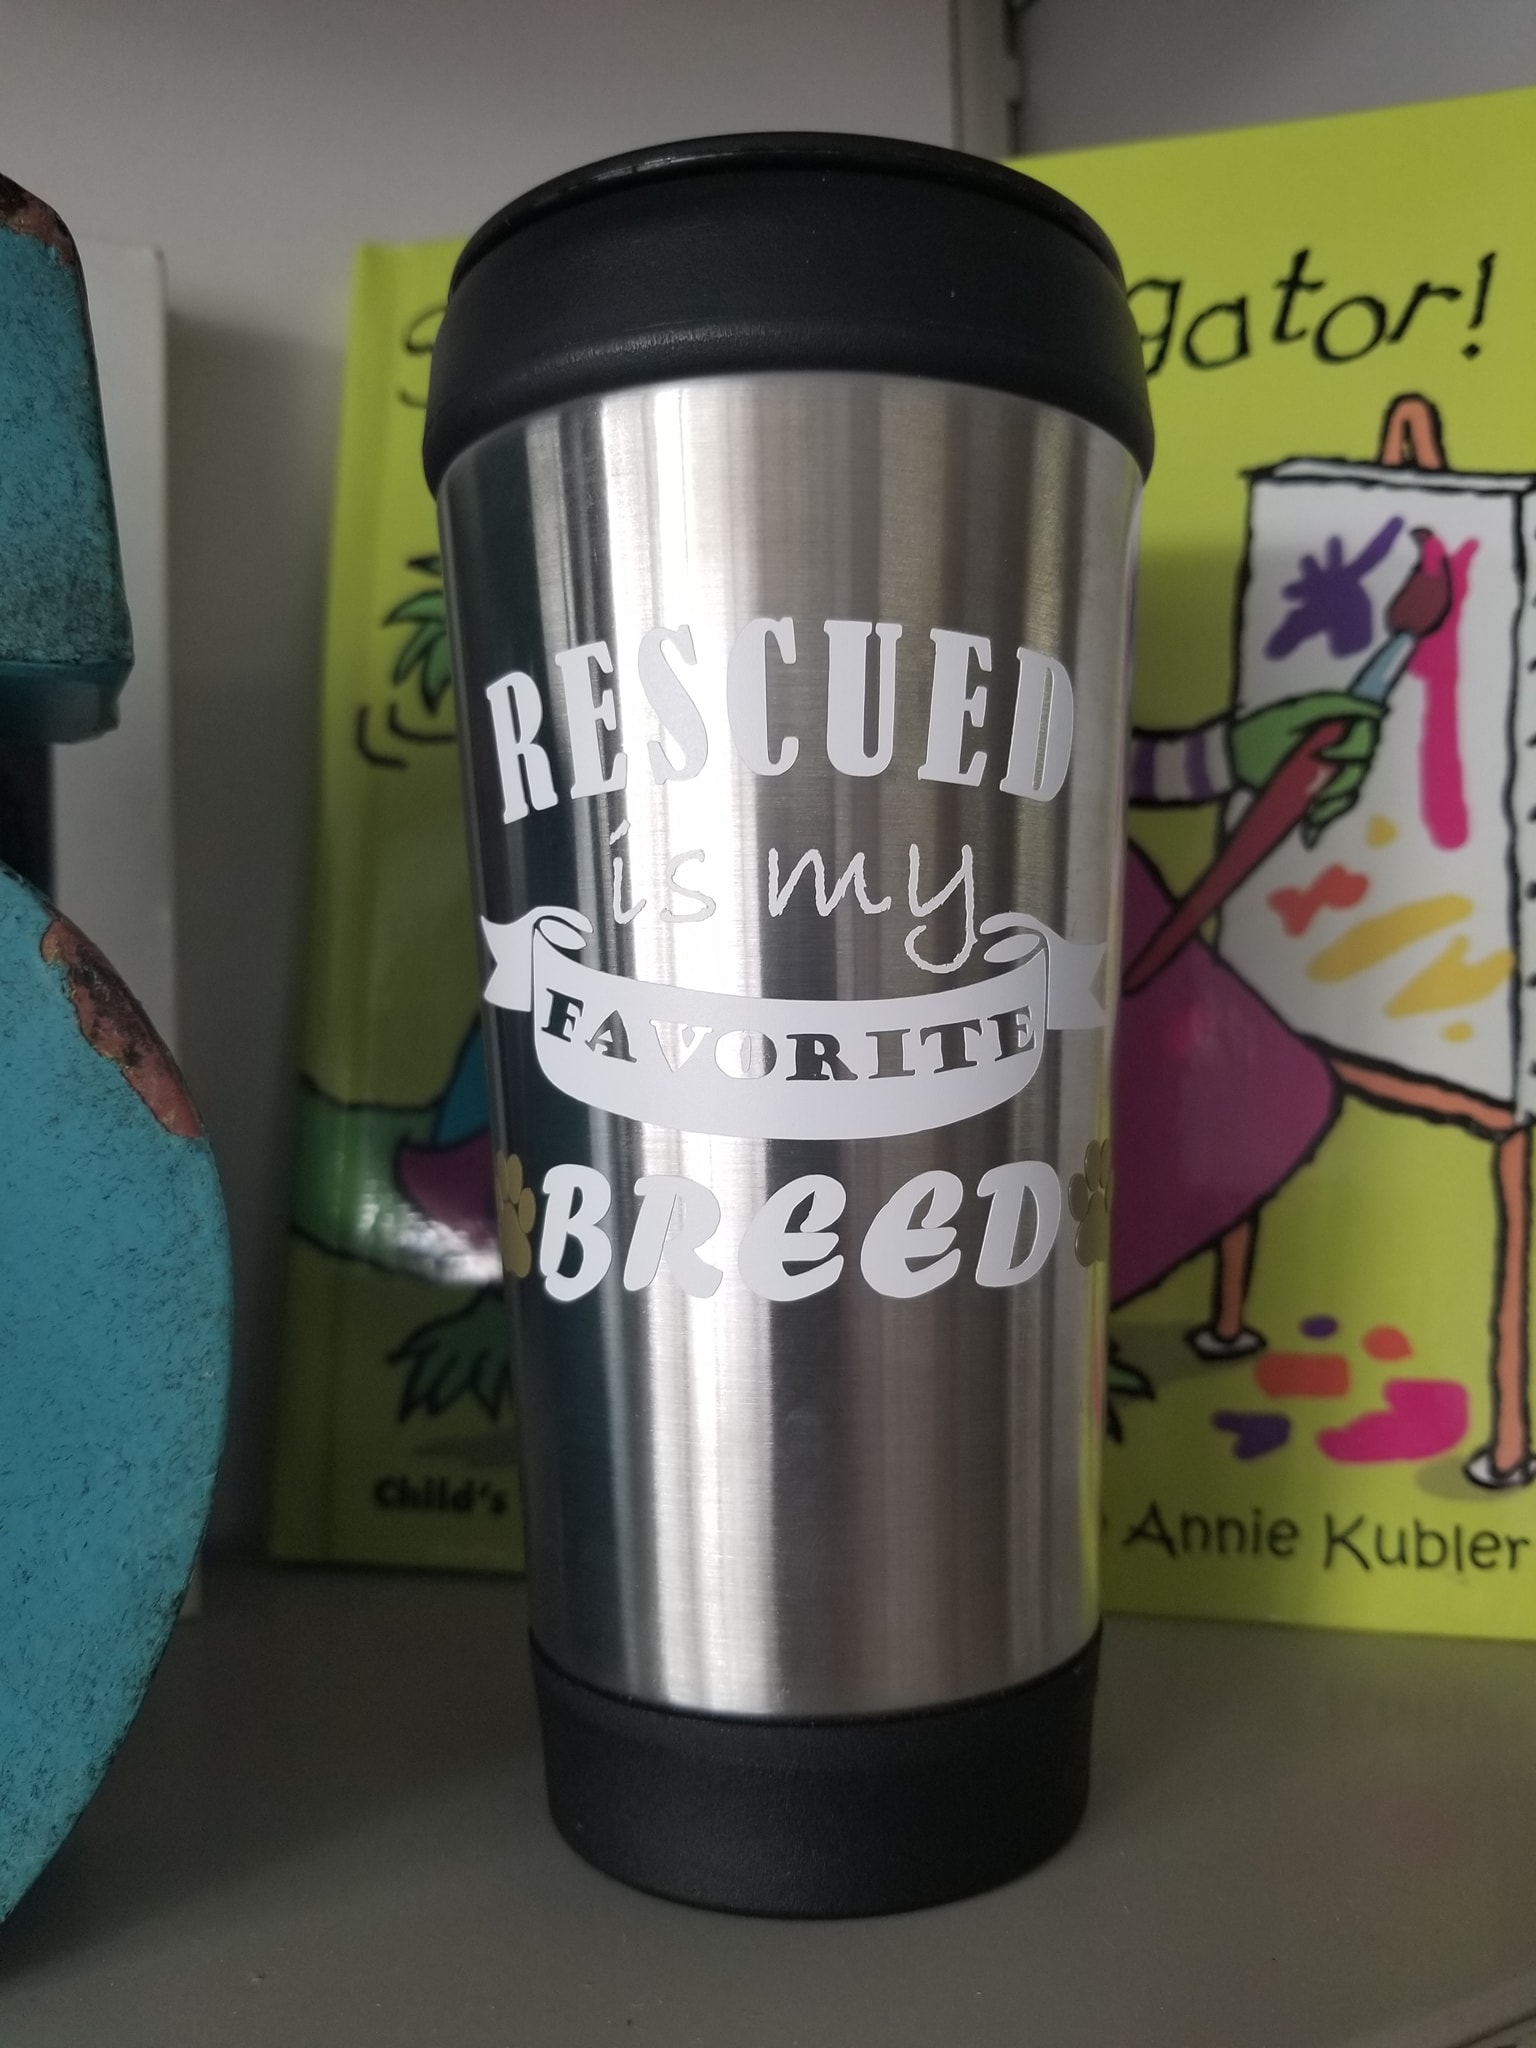 gator!
RESCUED
is my
FAVORITE
BREED
Child's
Annie Kubler